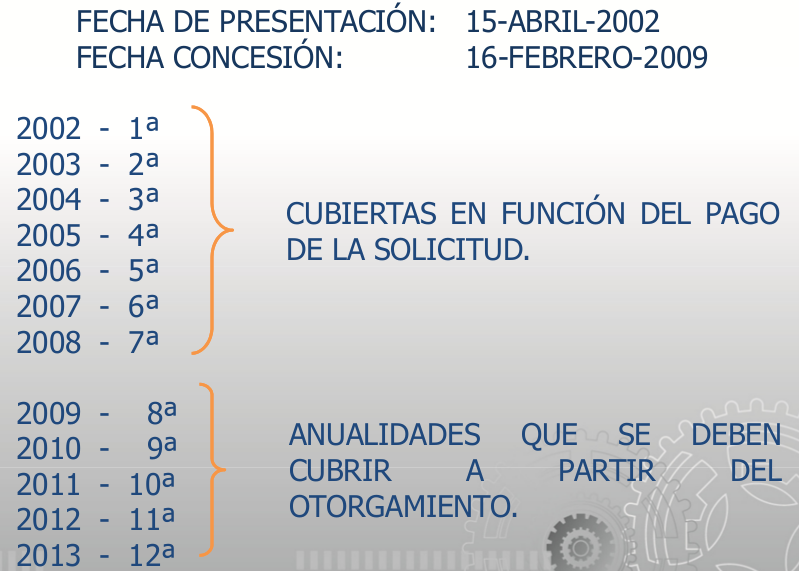 FECHA DE PRESENTACIÓN: 15-ABRIL-2002
FECHA CONCESIÓN: 16-FEBRERO-2009
2002 - 1ª
2003 - 2ª
2004 - 3ª
2005 - 4ª
2006 - 5ª
2007 - 6ª
2008 - 7ª
CUBIERTAS EN FUNCIÓN DEL PAGO
DE LA SOLICITUD.
2009 - 8ª
2010 - 9ª
2011 - 10ª
2012 - 11ª
2013 - 12ª
ANUALIDADES QUE SE DEBEN
CUBRIR A PARTIR DEL
OTORGAMIENTO.